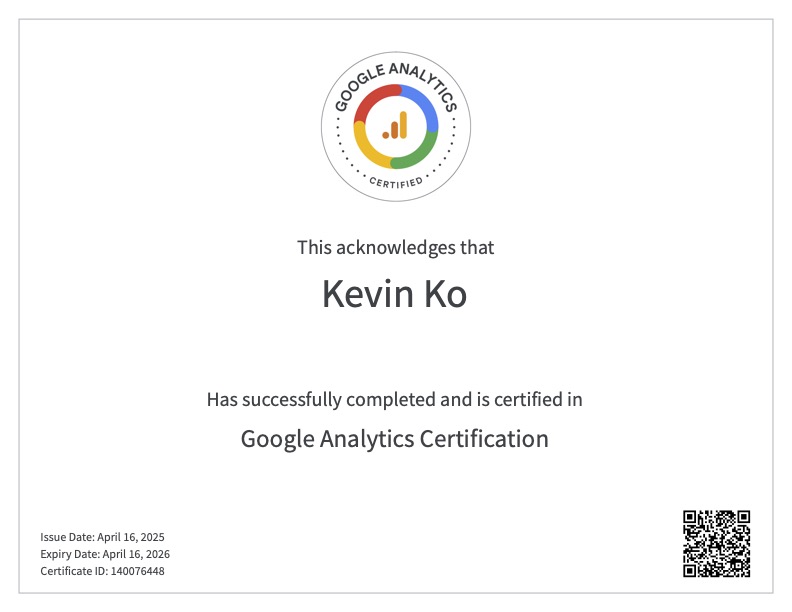 GOOGLE ANALYTICS
CERTIFIED
This acknowledges that
Kevin Ko
Has successfully completed and is certified in
Google Analytics Certification
Issue Date: April 16, 2025
Expiry Date: April 16, 2026
Certificate ID: 140076448